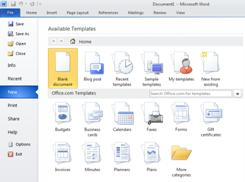 Document1 - Microsoft Word
File Home Insert Page Layout References Mailings Review
Save
Save As
Open
Close
Info
Recent
New
Print
Share
Help
Options
Exit
Available Templates
Home
Blank document
Blog post
Recent templates
Sample templates
My templates
New from existing
Office.com Templates
Search Office.com for templates
Budgets
Business cards
Calendars
Faxes
Forms
Gift certificates
Invoices
Minutes
Planners
Plans
More categories